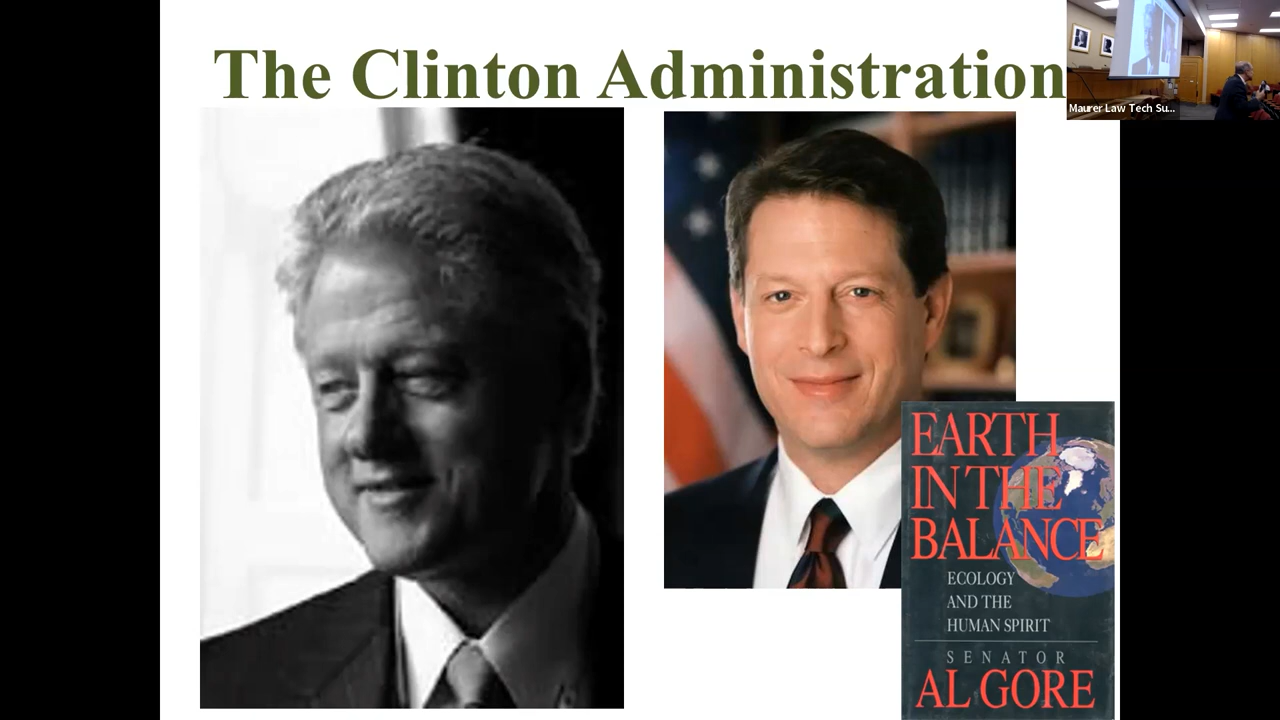 The Clinton Administration
Maurer Law Tech Su...
EARTH
IN THE
BALANCE
ECOLOGY
AND THE
HUMAN SPIRIT
SENATOR
AL GORE